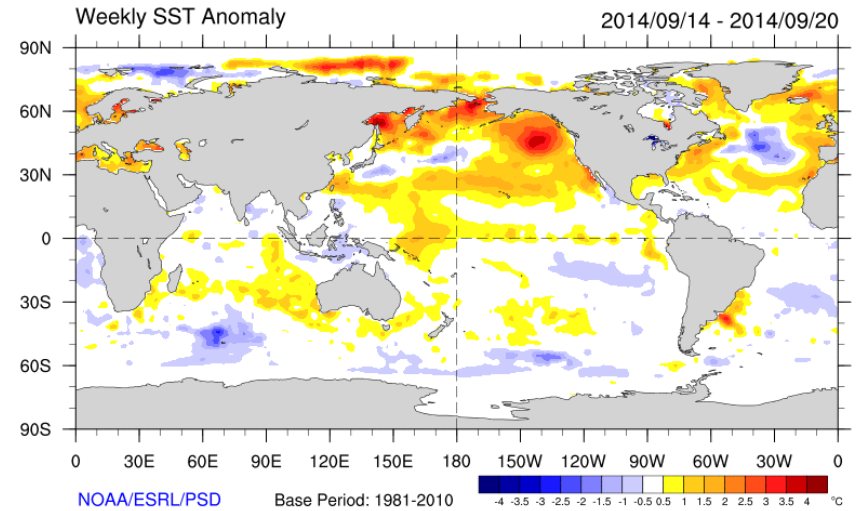 Weekly SST Anomaly
2014/09/14 - 2014/09/20
90N
60N
30N
0
30S
60S
90S
0 30E 60E 90E 120E 150E 180 150W 120W 90W 60W 30W 0
NOAA/ESRL/PSD
Base Period: 1981-2010
-4 -3.5 -3 -2.5 -2 -1.5 -1 -0.5 0.5 1 1.5 2 2.5 3 3.5 4 °C